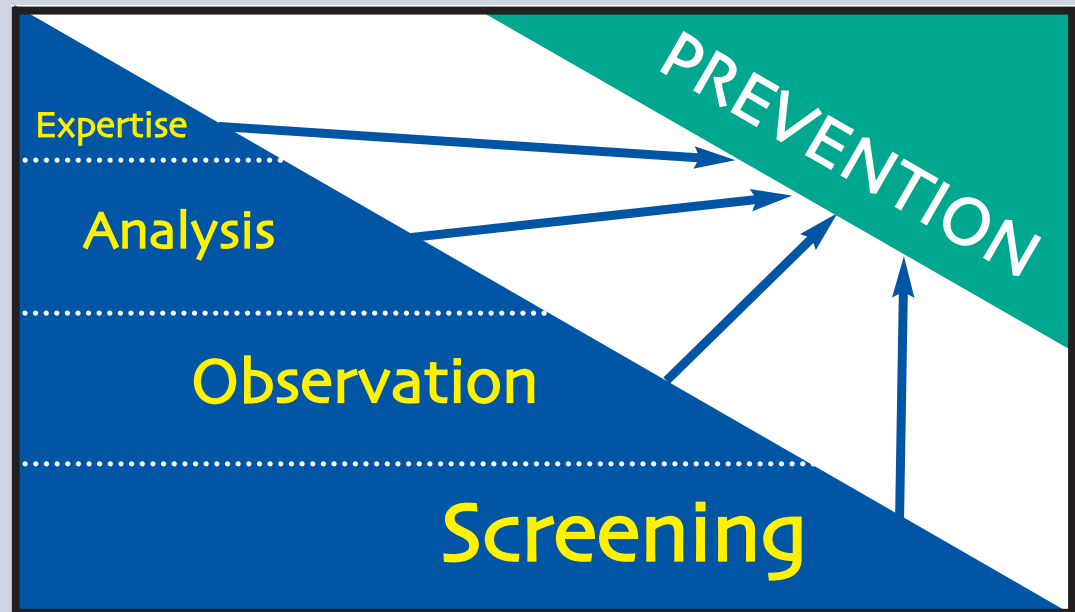 PREVENTION
Expertise
Analysis
Observation
Screening